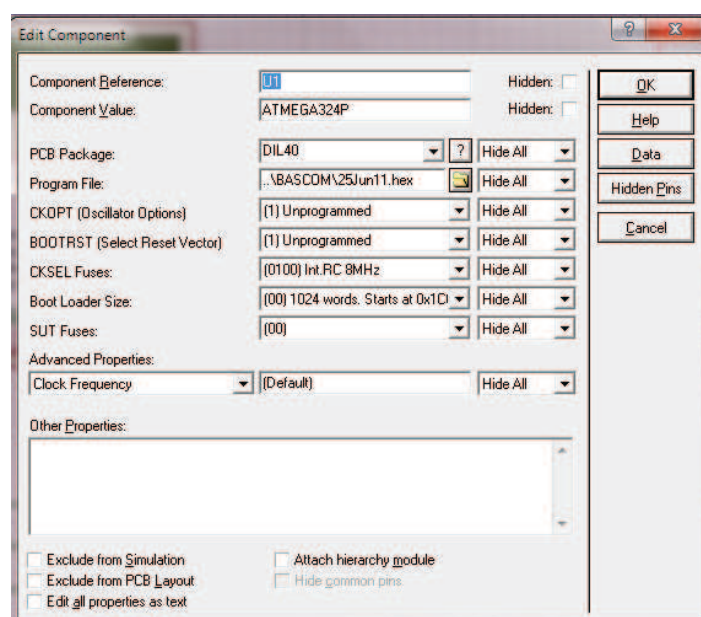 Edit Component
Component Reference: U1 Hidden: OK
Component Value: ATMEGA324P Hidden: Help
PCB Package: DIL40 ? Hide All Data
Program File: ..\BASCOM\25Jun11.hex Hide All Hidden Pins
CKOPT (Oscillator Options) (1) Unprogrammed Hide All Cancel
BOOTRST (Select Reset Vector) (1) Unprogrammed Hide All
CKSEL Fuses: (0100) Int.RC 8MHz Hide All
Boot Loader Size: (00) 1024 words. Starts at 0x1C Hide All
SUT Fuses: (00) Hide All
Advanced Properties:
Clock Frequency (Default) Hide All
Other Properties:
Exclude from Simulation Attach hierarchy module
Exclude from PCB Layout Hide common pins
Edit all properties as text